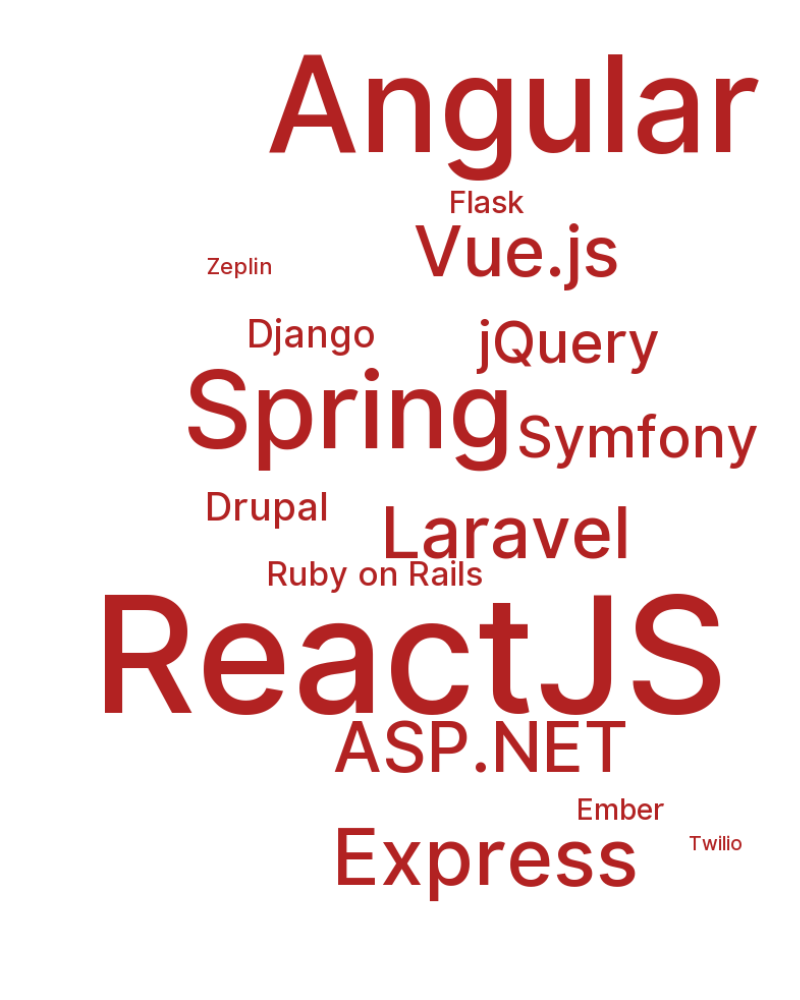 Angular
Flask
Vue.js
Zeplin
Django
jQuery
Spring
Symfony
Drupal
Laravel
Ruby on Rails
ReactJS
ASP.NET
Ember
Twilio
Express